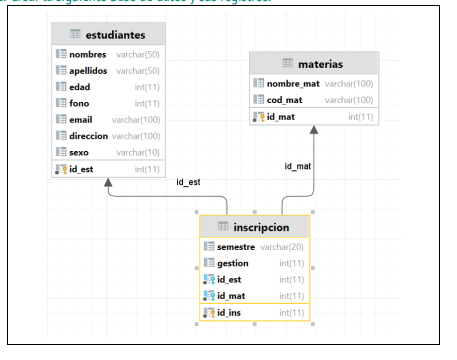 Crear la siguiente Base de datos y sus registros.
estudiantes
nombres varchar(50)
apellidos varchar(50)
edad int(11)
fono int(11)
email varchar(100)
direccion varchar(100)
sexo varchar(10)
id_est int(11)
materias
nombre_mat varchar(100)
cod_mat varchar(100)
id_mat int(11)
id_est
id_mat
inscripcion
semestre varchar(20)
gestion int(11)
id_est int(11)
id_mat int(11)
id_ins int(11)